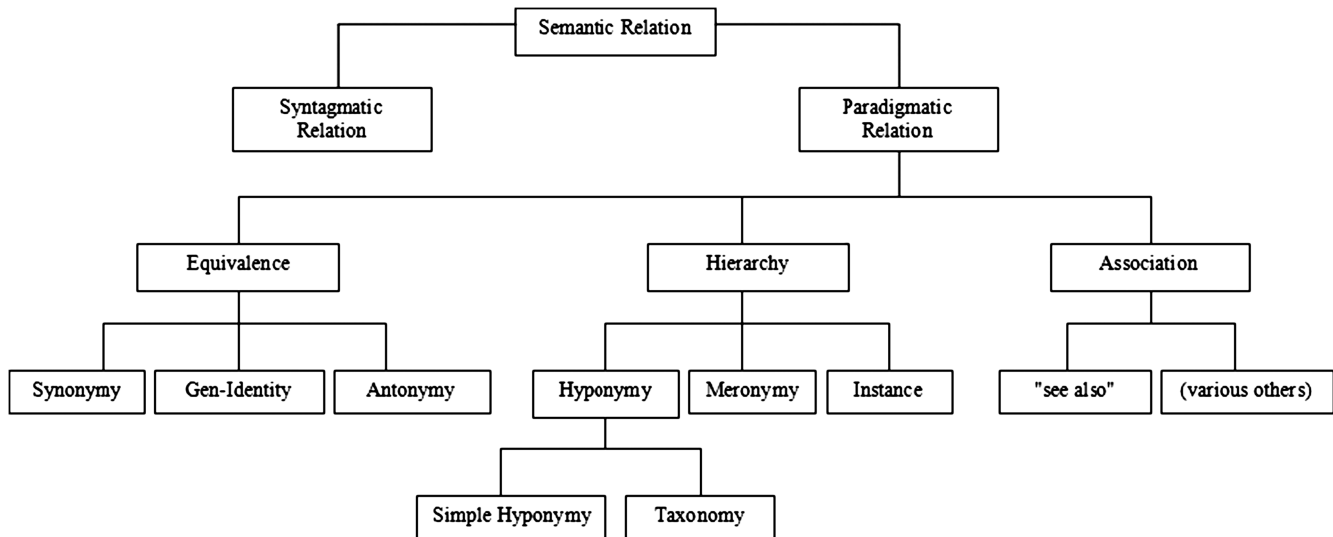 Semantic Relation
Syntagmatic
Relation
Paradigmatic
Relation
Equivalence
Hierarchy
Association
Synonymy
Gen-Identity
Antonymy
Hyponymy
Meronymy
Instance
"see also"
(various others)
Simple Hyponymy
Taxonomy